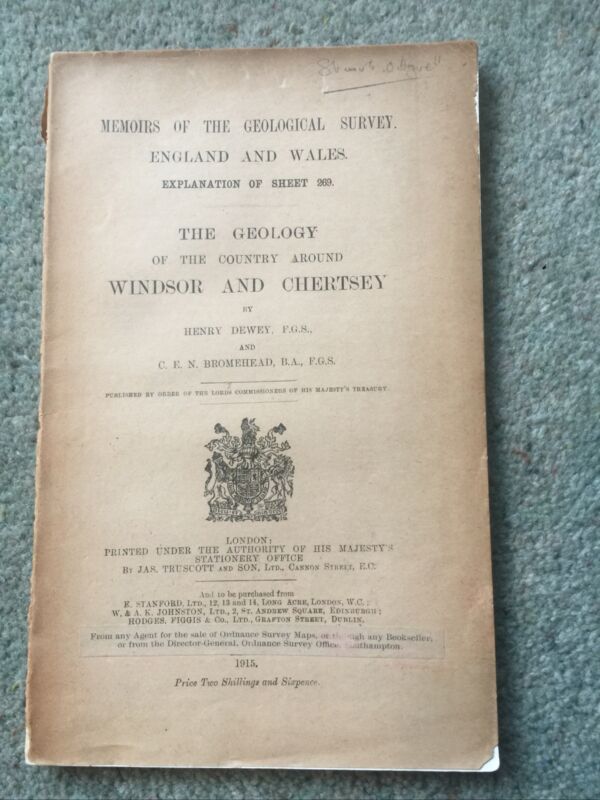 MEMOIRS OF THE GEOLOGICAL SURVEY.
ENGLAND AND WALES.
EXPLANATION OF SHEET 269.
THE GEOLOGY
OF THE COUNTRY AROUND
WINDSOR AND CHERTSEY
BY
HENRY DEWEY, F.G.S.,
AND
C. E. N. BROMEHEAD, B.A., F.G.S.
PUBLISHED BY ORDER OF THE LORDS COMMISSIONERS OF HIS MAJESTY'S TREASURY.
LONDON:
PRINTED UNDER THE AUTHORITY OF HIS MAJESTY'S
STATIONERY OFFICE
BY JAS. TRUSCOTT AND SON, LTD., CANNON STREET, E.C.
And to be purchased from
E. STANFORD, LTD., 12, 13 and 14, LONG ACRE, LONDON, W.C.;
W. & A. K. JOHNSTON, LTD., 2, ST. ANDREW SQUARE, EDINBURGH;
HODGES, FIGGIS & CO., LTD., GRAFTON STREET, DUBLIN.
From any Agent for the sale of Ordnance Survey Maps, or through any Bookseller,
or from the Director-General, Ordnance Survey Office, Southampton.
1915.
Price Two Shillings and Sixpence.